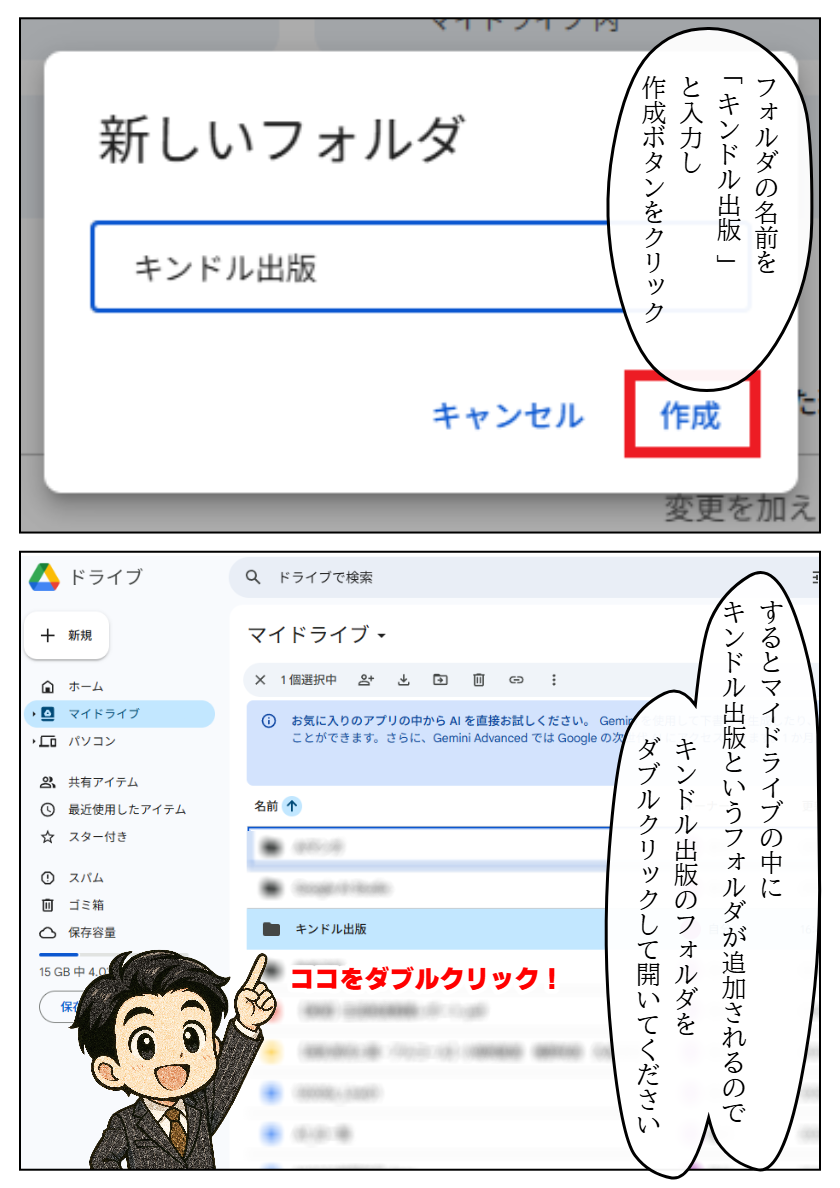 マイドライブ内
新しいフォルダ
キンドル出版
キャンセル
作成
変更を加え
フォルダの名前を
「キンドル出版」
と入力し
作成ボタンをクリック
ドライブ
ドライブで検索
新規
マイドライブ
1 個選択中
ホーム
マイドライブ
パソコン
共有アイテム
最近使用したアイテム
スター付き
スパム
ゴミ箱
保存容量
15 GB 中 4.0
保存
お気に入りのアプリの中から AI を直接お試しください。 Gemini
ことができます。さらに、Gemini Advanced では Google の次
名前
キンドル出版
ココをダブルクリック！
するとマイドライブの中に
キンドル出版というフォルダが追加されるので
キンドル出版のフォルダを
ダブルクリックして開いてください